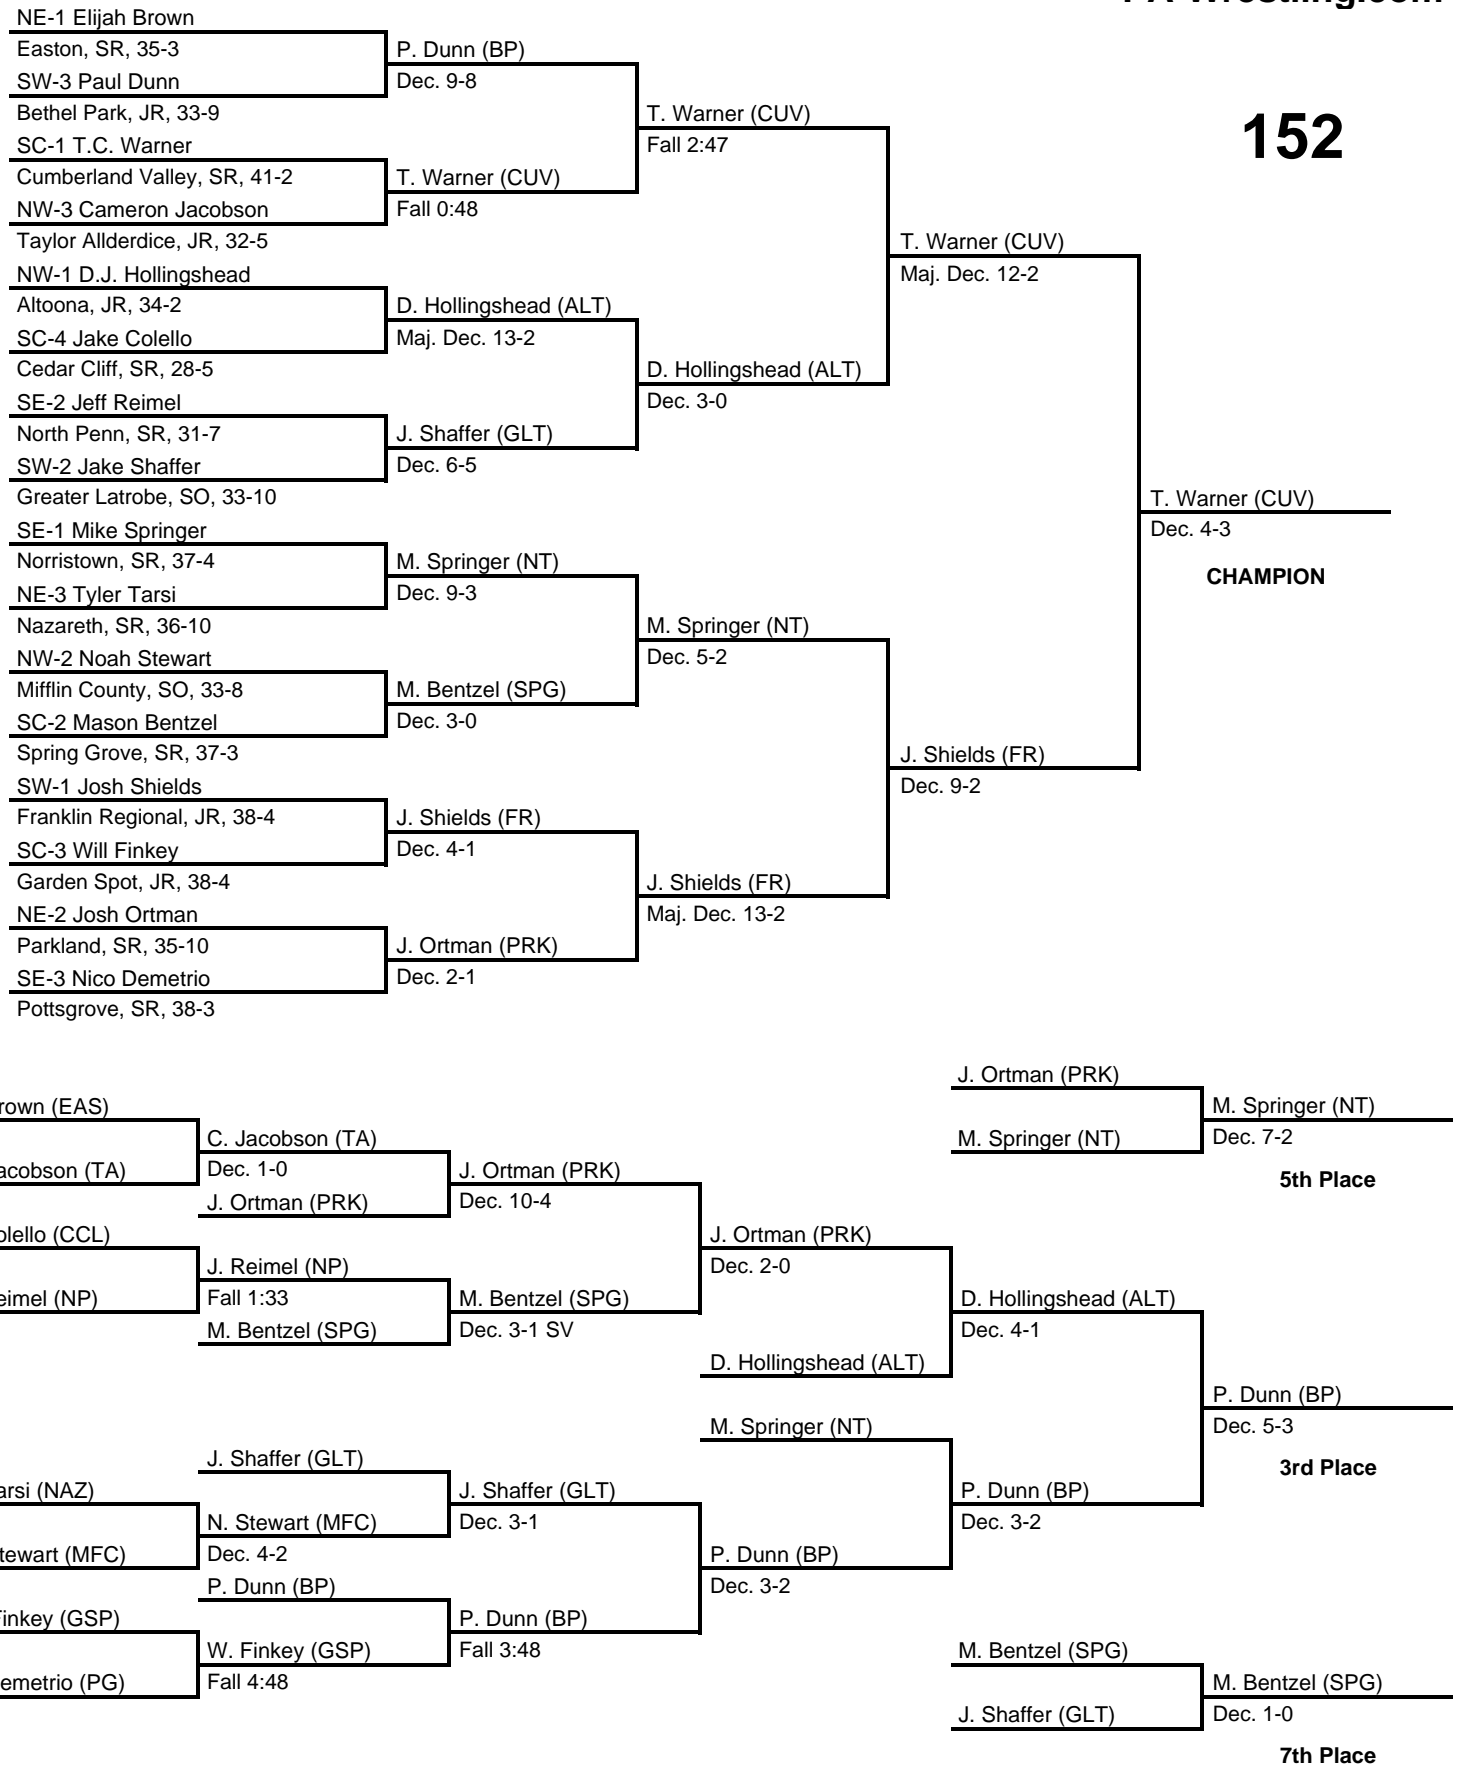 152
NE-1 Elijah Brown
Easton, SR, 35-3
SW-3 Paul Dunn
Bethel Park, JR, 33-9
SC-1 T.C. Warner
Cumberland Valley, SR, 41-2
NW-3 Cameron Jacobson
Taylor Allderdice, JR, 32-5
NW-1 D.J. Hollingshead
Altoona, JR, 34-2
SC-4 Jake Colello
Cedar Cliff, SR, 28-5
SE-2 Jeff Reimel
North Penn, SR, 31-7
SW-2 Jake Shaffer
Greater Latrobe, SO, 33-10
SE-1 Mike Springer
Norristown, SR, 37-4
NE-3 Tyler Tarsi
Nazareth, SR, 36-10
NW-2 Noah Stewart
Mifflin County, SO, 33-8
SC-2 Mason Bentzel
Spring Grove, SR, 37-3
SW-1 Josh Shields
Franklin Regional, JR, 38-4
SC-3 Will Finkey
Garden Spot, JR, 38-4
NE-2 Josh Ortman
Parkland, SR, 35-10
SE-3 Nico Demetrio
Pottsgrove, SR, 38-3
P. Dunn (BP)
Dec. 9-8
T. Warner (CUV)
Fall 0:48
D. Hollingshead (ALT)
Maj. Dec. 13-2
J. Shaffer (GLT)
Dec. 6-5
M. Springer (NT)
Dec. 9-3
M. Bentzel (SPG)
Dec. 3-0
J. Shields (FR)
Dec. 4-1
J. Ortman (PRK)
Dec. 2-1
T. Warner (CUV)
Fall 2:47
D. Hollingshead (ALT)
Dec. 3-0
M. Springer (NT)
Dec. 5-2
J. Shields (FR)
Maj. Dec. 13-2
T. Warner (CUV)
Maj. Dec. 12-2
J. Shields (FR)
Dec. 9-2
T. Warner (CUV)
Dec. 4-3
CHAMPION
rown (EAS)
acobson (TA)
olello (CCL)
eimel (NP)
arsi (NAZ)
tewart (MFC)
inkey (GSP)
emetrio (PG)
C. Jacobson (TA)
Dec. 1-0
J. Ortman (PRK)
J. Reimel (NP)
Fall 1:33
M. Bentzel (SPG)
J. Shaffer (GLT)
N. Stewart (MFC)
Dec. 4-2
P. Dunn (BP)
W. Finkey (GSP)
Fall 4:48
J. Ortman (PRK)
Dec. 10-4
M. Bentzel (SPG)
Dec. 3-1 SV
J. Shaffer (GLT)
Dec. 3-1
P. Dunn (BP)
Fall 3:48
J. Ortman (PRK)
Dec. 2-0
D. Hollingshead (ALT)
M. Springer (NT)
P. Dunn (BP)
Dec. 3-2
D. Hollingshead (ALT)
Dec. 4-1
P. Dunn (BP)
Dec. 3-2
P. Dunn (BP)
Dec. 5-3
3rd Place
J. Ortman (PRK)
M. Springer (NT)
M. Springer (NT)
Dec. 7-2
5th Place
M. Bentzel (SPG)
J. Shaffer (GLT)
M. Bentzel (SPG)
Dec. 1-0
7th Place